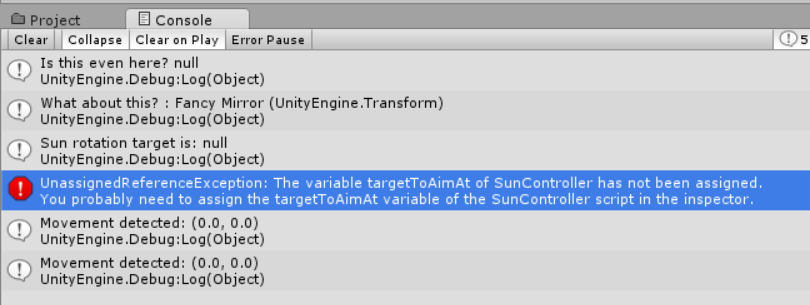 Project Console
Clear Collapse Clear on Play Error Pause 5
Is this even here? null
UnityEngine.Debug:Log(Object)
What about this? : Fancy Mirror (UnityEngine.Transform)
UnityEngine.Debug:Log(Object)
Sun rotation target is: null
UnityEngine.Debug:Log(Object)
UnassignedReferenceException: The variable targetToAimAt of SunController has not been assigned.
You probably need to assign the targetToAimAt variable of the SunController script in the inspector.
Movement detected: (0.0, 0.0)
UnityEngine.Debug:Log(Object)
Movement detected: (0.0, 0.0)
UnityEngine.Debug:Log(Object)